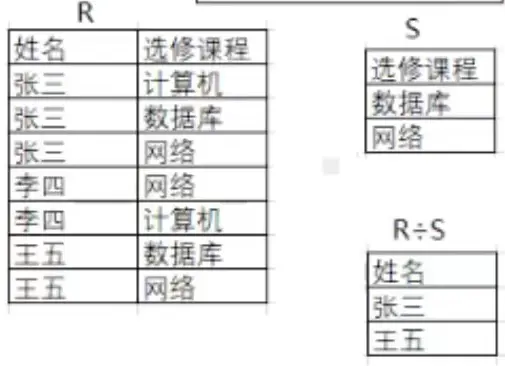 R
姓名 选修课程
张三 计算机
张三 数据库
张三 网络
李四 网络
李四 计算机
王五 数据库
王五 网络
S
选修课程
数据库
网络
R÷S
姓名
张三
王五